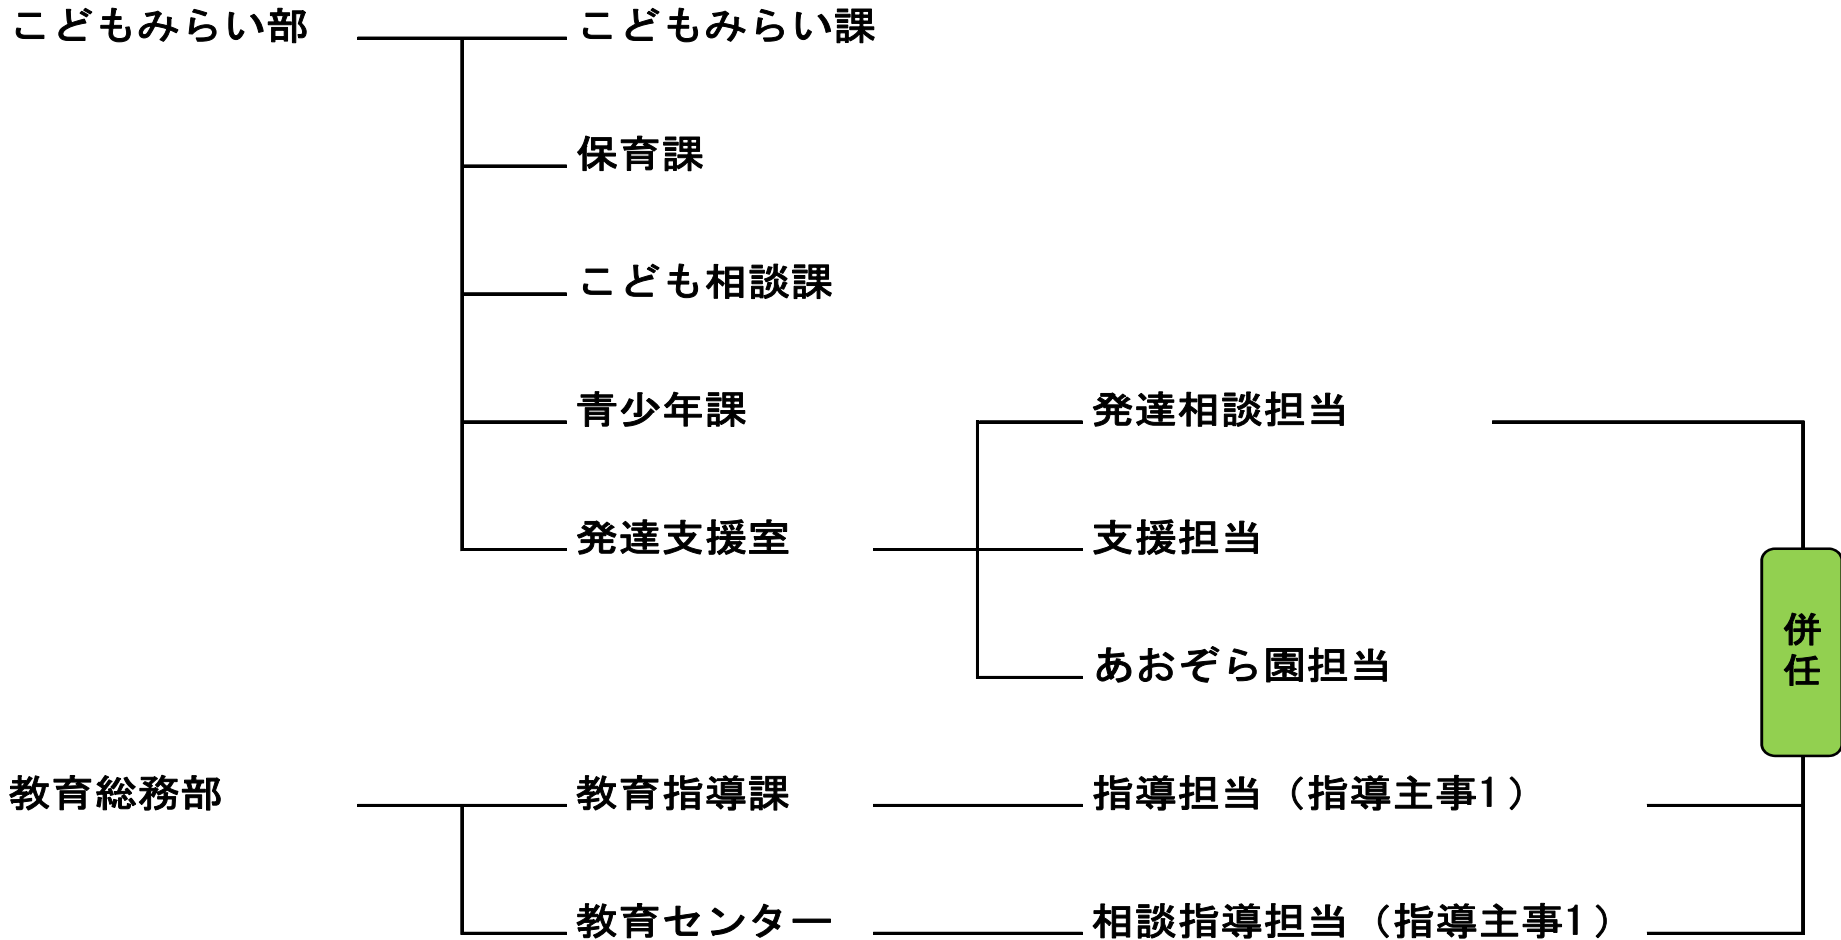 こどもみらい部
こどもみらい課
保育課
こども相談課
青少年課
発達相談担当
発達支援室
支援担当
併任
あおぞら園担当
教育総務部
教育指導課
指導担当（指導主事1）
教育センター
相談指導担当（指導主事1）